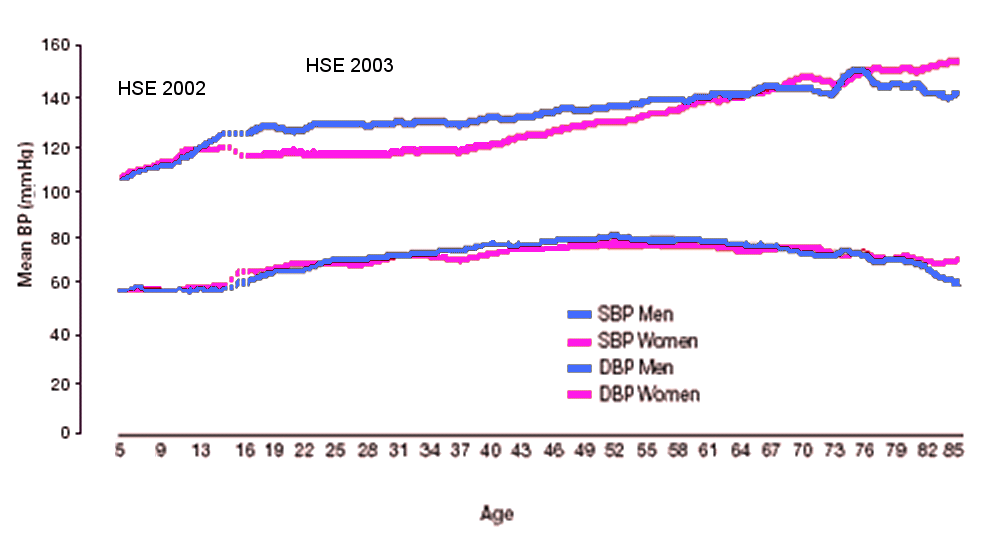 160
HSE 2003
HSE 2002
140
120
100
80
60
40
20
0
Mean BP (mmHg)
SBP Men
SBP Women
DBP Men
DBP Women
5 9 13 16 19 22 25 28 31 34 37 40 43 46 49 52 55 58 61 64 67 70 73 76 79 82 85
Age